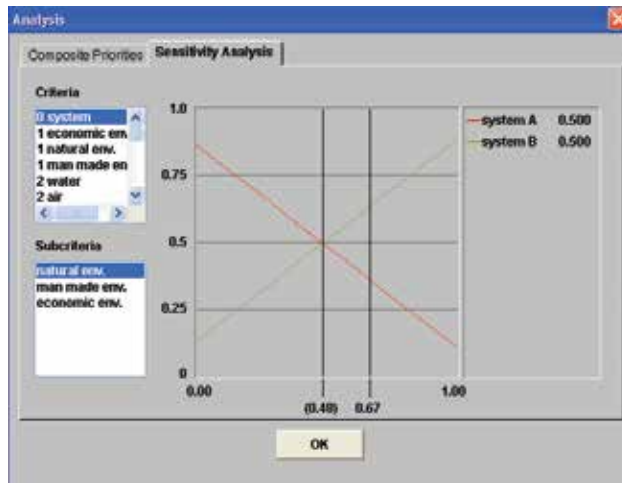 Analysis
Composite Priorities
Sensitivity Analysis
Criteria
0 system
1 economic env.
1 natural env.
1 man made en
2 water
2 air
Subcriteria
natural env.
man made env.
economic env.
1.0
0.75
0.5
0.25
0
0.00
(0.49)
0.67
1.00
system A 0.500
system B 0.500
OK